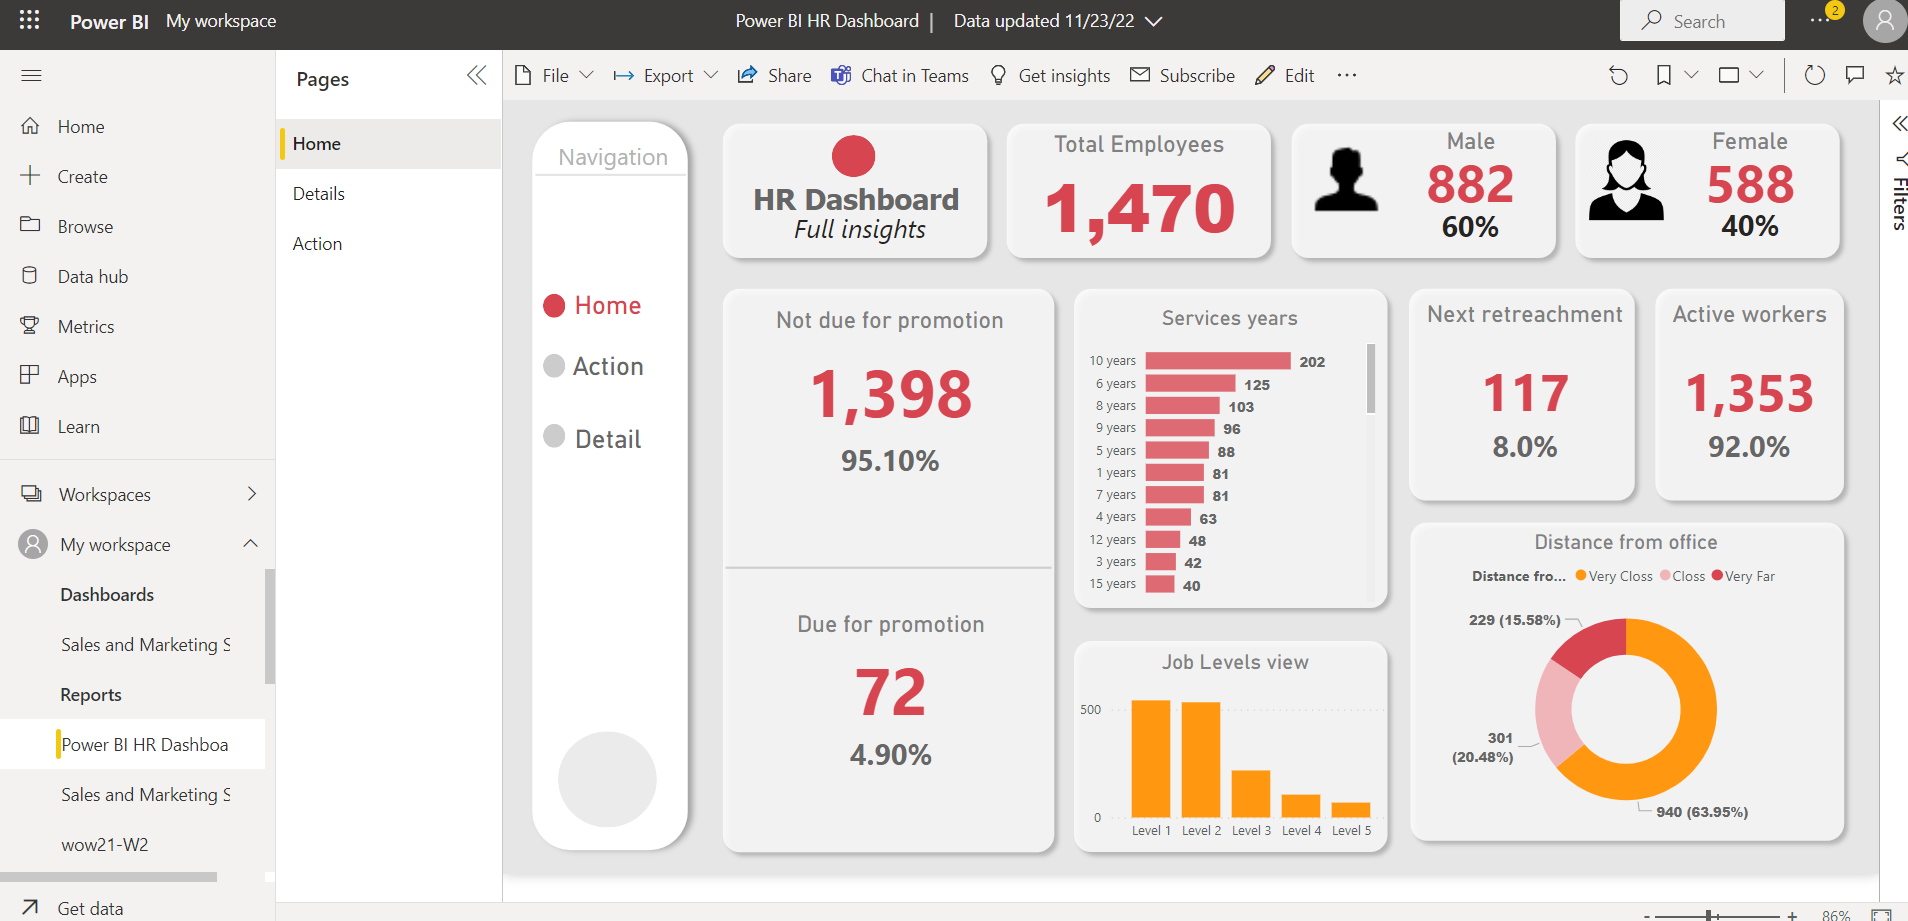 Power BI My workspace
Power BI HR Dashboard | Data updated 11/23/22
Search
2
Home
Create
Browse
Data hub
Metrics
Apps
Learn
Workspaces
My workspace
Dashboards
Sales and Marketing S
Reports
Power BI HR Dashboa
Sales and Marketing S
wow21-W2
Get data
Pages
Home
Details
Action
File
Export
Share
Chat in Teams
Get insights
Subscribe
Edit
Navigation
Home
Action
Detail
HR Dashboard
Full insights
Total Employees
1,470
Male
882
60%
Female
588
40%
Not due for promotion
1,398
95.10%
Due for promotion
72
4.90%
Services years
10 years 202
6 years 125
8 years 103
9 years 96
5 years 88
1 years 81
7 years 81
4 years 63
12 years 48
3 years 42
15 years 40
Job Levels view
500
0
Level 1 Level 2 Level 3 Level 4 Level 5
Next retreachment
117
8.0%
Active workers
1,353
92.0%
Distance from office
Distance fro... Very Closs Closs Very Far
229 (15.58%)
301
(20.48%)
940 (63.95%)
Filters
- + 86%